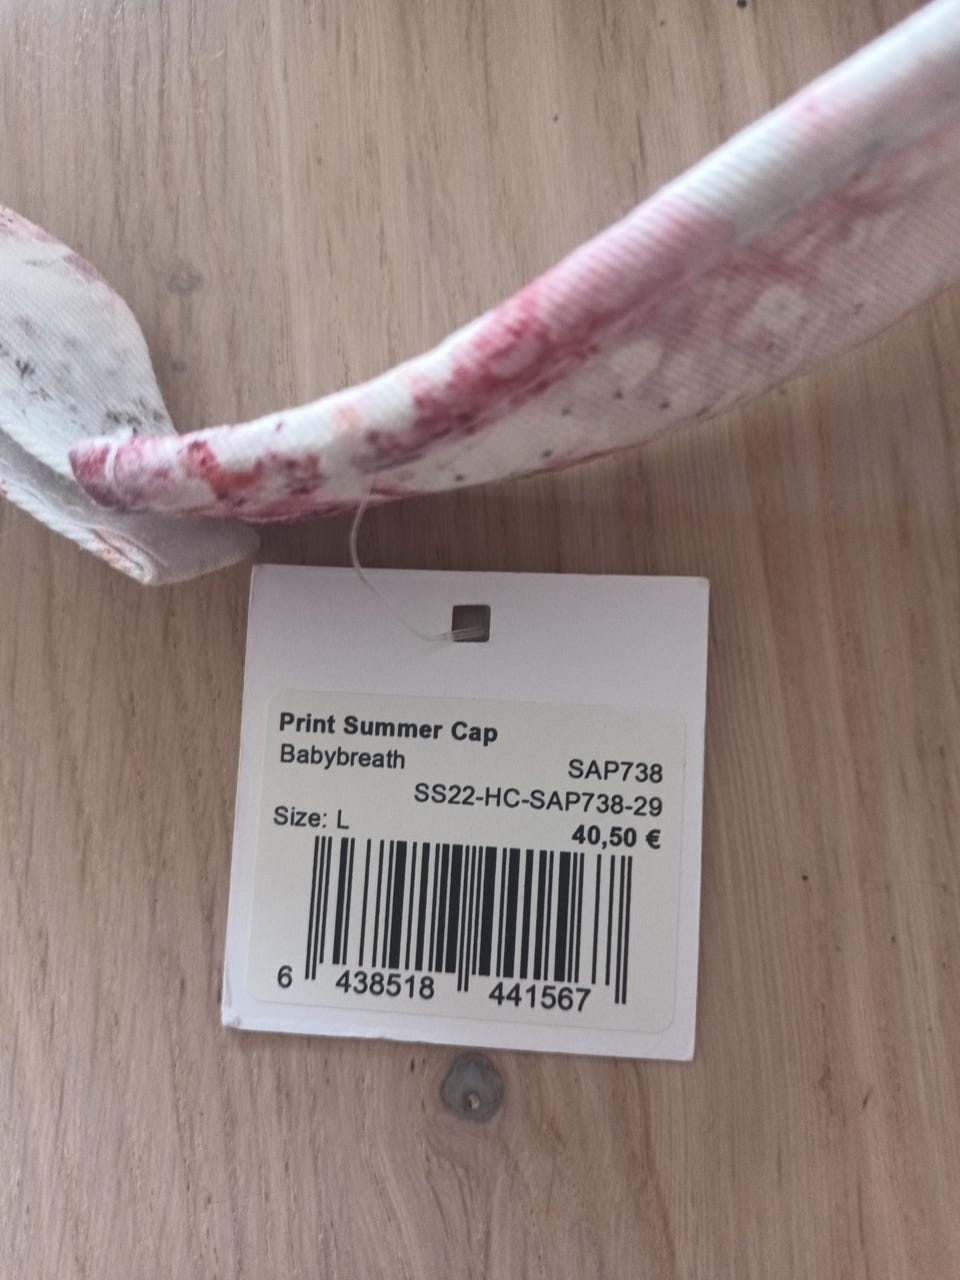 Print Summer Cap
Babybreath
SAP738
SS22-HC-SAP738-29
Size: L
40,50 €
6 438518 441567